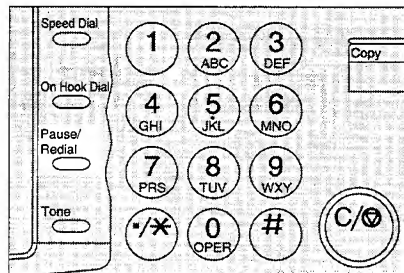 Speed Dial
1
2
ABC
3
DEF
Copy
On Hook Dial
4
GHI
5
JKL
6
MNO
Pause/
Redial
7
PRS
8
TUV
9
WXY
Tone
·/*
0
OPER
#
C/